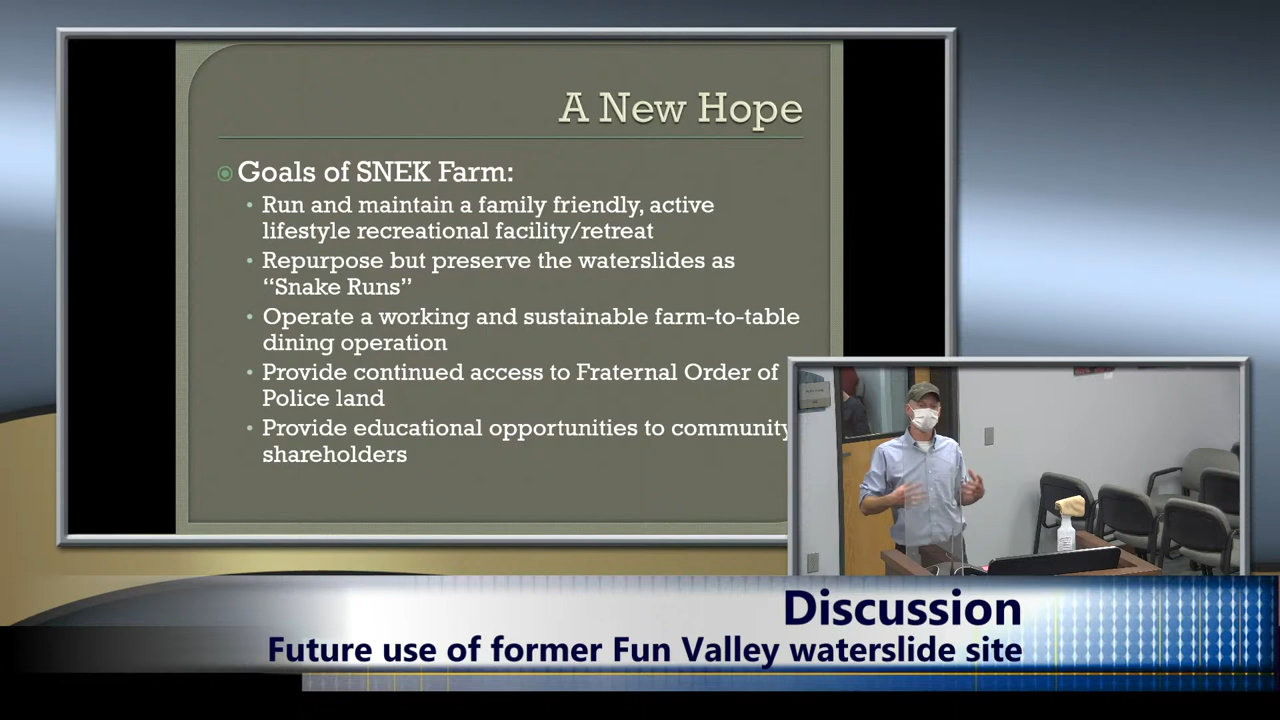 A New Hope
Goals of SNEK Farm:
Run and maintain a family friendly, active
lifestyle recreational facility/retreat
Repurpose but preserve the waterslides as
“Snake Runs”
Operate a working and sustainable farm-to-table
dining operation
Provide continued access to Fraternal Order of
Police land
Provide educational opportunities to community
shareholders
Discussion
Future use of former Fun Valley waterslide site